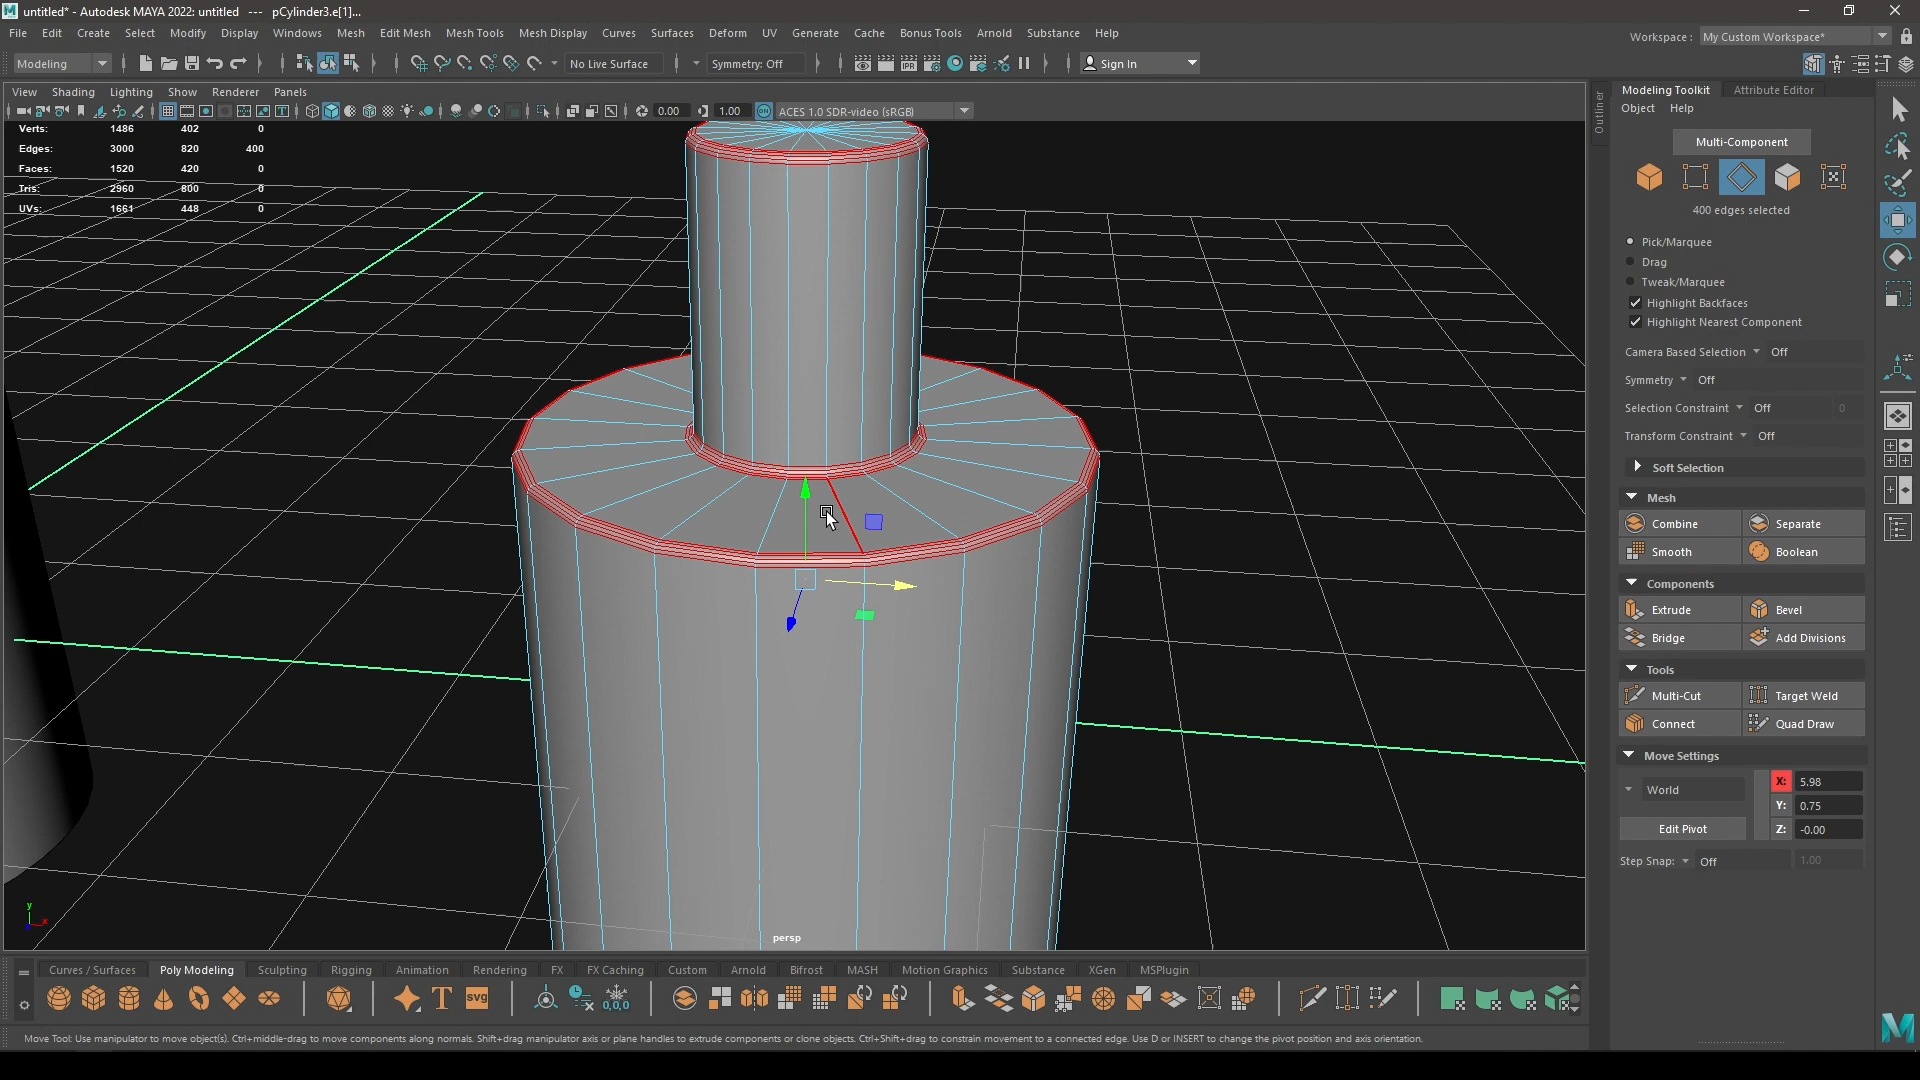 untitled* - Autodesk MAYA 2022: untitled --- pCylinder3.e[1]...
File Edit Create Select Modify Display Windows Mesh Edit Mesh Mesh Tools Mesh Display Curves Surfaces Deform UV Generate Cache Bonus Tools Arnold Substance Help
Workspace : My Custom Workspace*
Modeling No Live Surface Symmetry: Off Sign In
View Shading Lighting Show Renderer Panels
0.00 1.00 ACES 1.0 SDR-video (sRGB)
Verts: 1486 402 0
Edges: 3000 820 400
Faces: 1520 420 0
Tris: 2960 800 0
UVs: 1661 448 0
persp
Outliner
Modeling Toolkit Attribute Editor
Object Help
Multi-Component
400 edges selected
Pick/Marquee
Drag
Tweak/Marquee
Highlight Backfaces
Highlight Nearest Component
Camera Based Selection Off
Symmetry Off
Selection Constraint Off 0
Transform Constraint Off
Soft Selection
Mesh
Combine Separate
Smooth Boolean
Components
Extrude Bevel
Bridge Add Divisions
Tools
Multi-Cut Target Weld
Connect Quad Draw
Move Settings
World X: 5.98
Y: 0.75
Edit Pivot Z: -0.00
Step Snap: Off 1.00
Curves / Surfaces Poly Modeling Sculpting Rigging Animation Rendering FX FX Caching Custom Arnold Bifrost MASH Motion Graphics Substance XGen MSPlugin
T svg 0,0,0
Move Tool: Use manipulator to move object(s). Ctrl+middle-drag to move components along normals. Shift+drag manipulator axis or plane handles to extrude components or clone objects. Ctrl+Shift+drag to constrain movement to a connected edge. Use D or INSERT to change the pivot position and axis orientation.